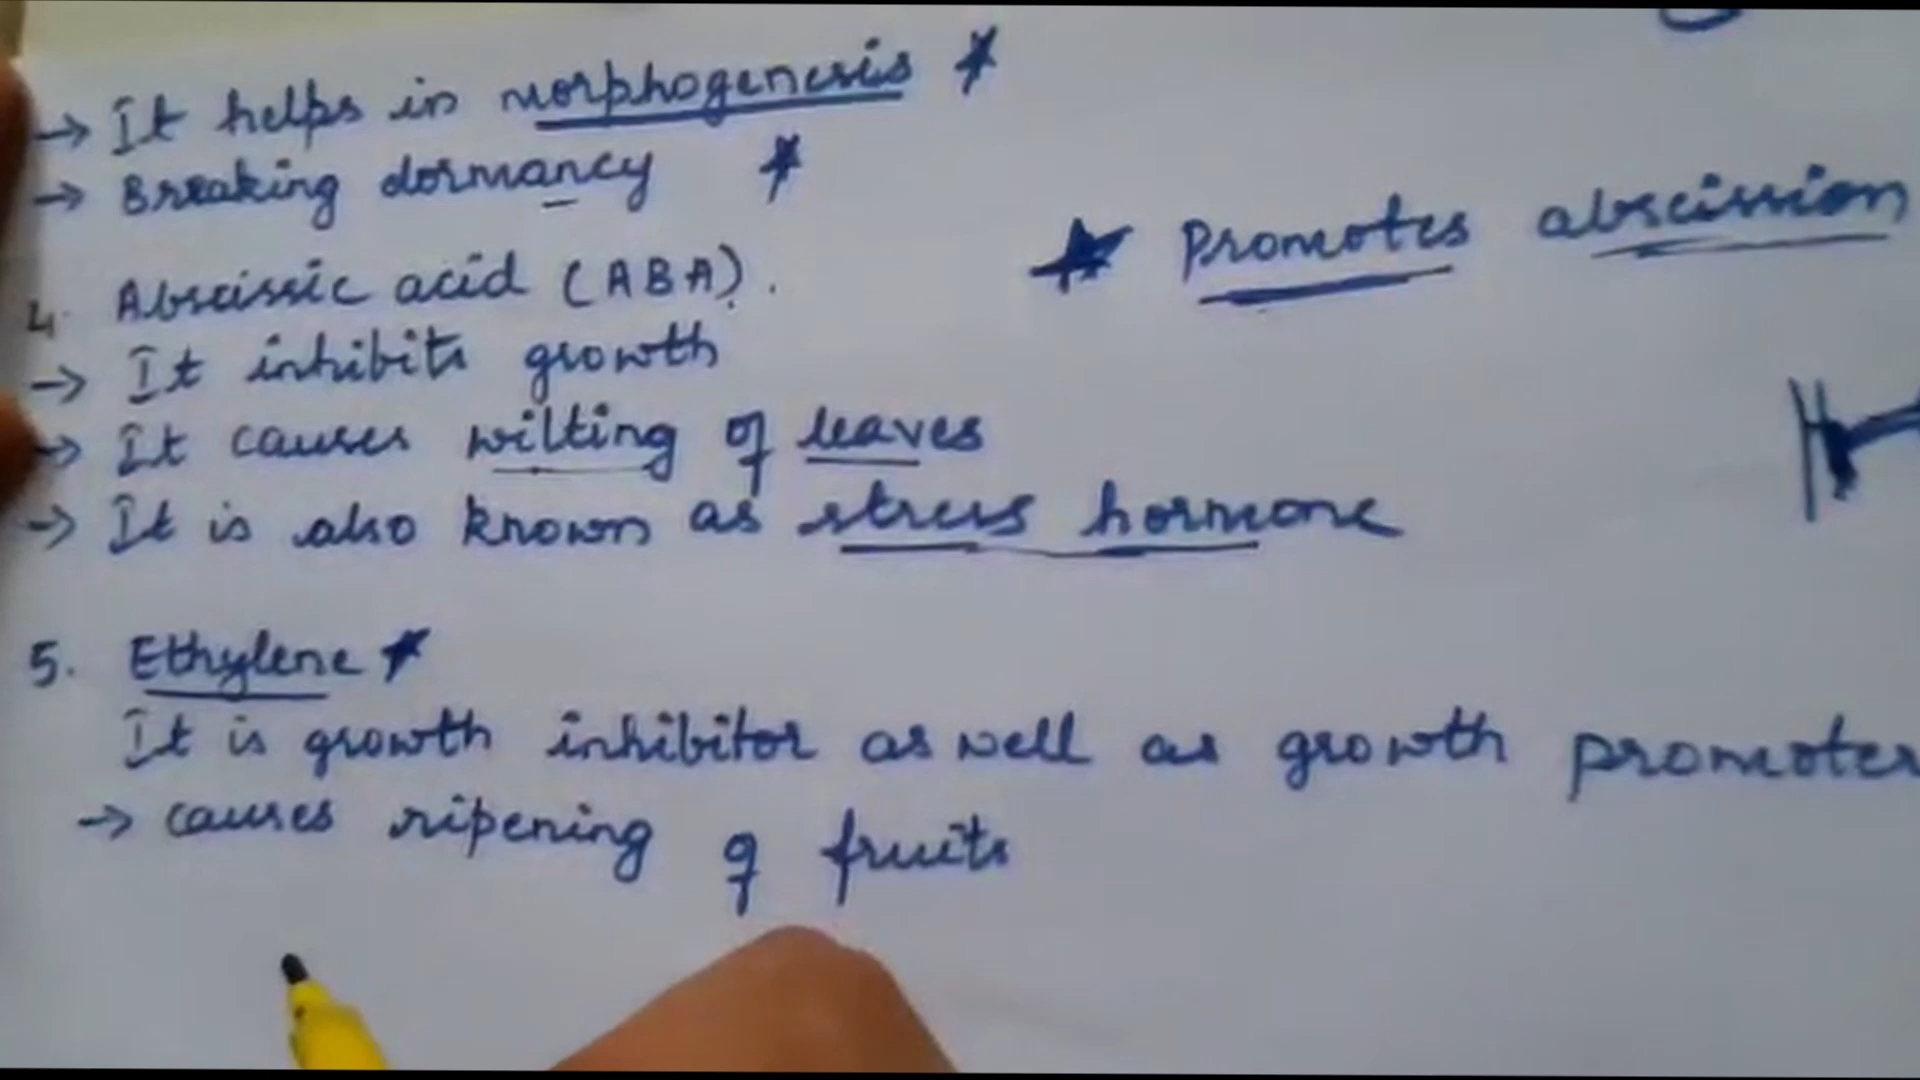 → It helps in morphogenesis ★
→ Breaking dormancy ★
★ Promotes abscission
4. Abscissic acid (ABA).
→ It inhibits growth
→ It causes wilting of leaves
→ It is also known as stress hormone
5. Ethylene ★
It is growth inhibitor as well as growth promoter
→ causes ripening of fruits